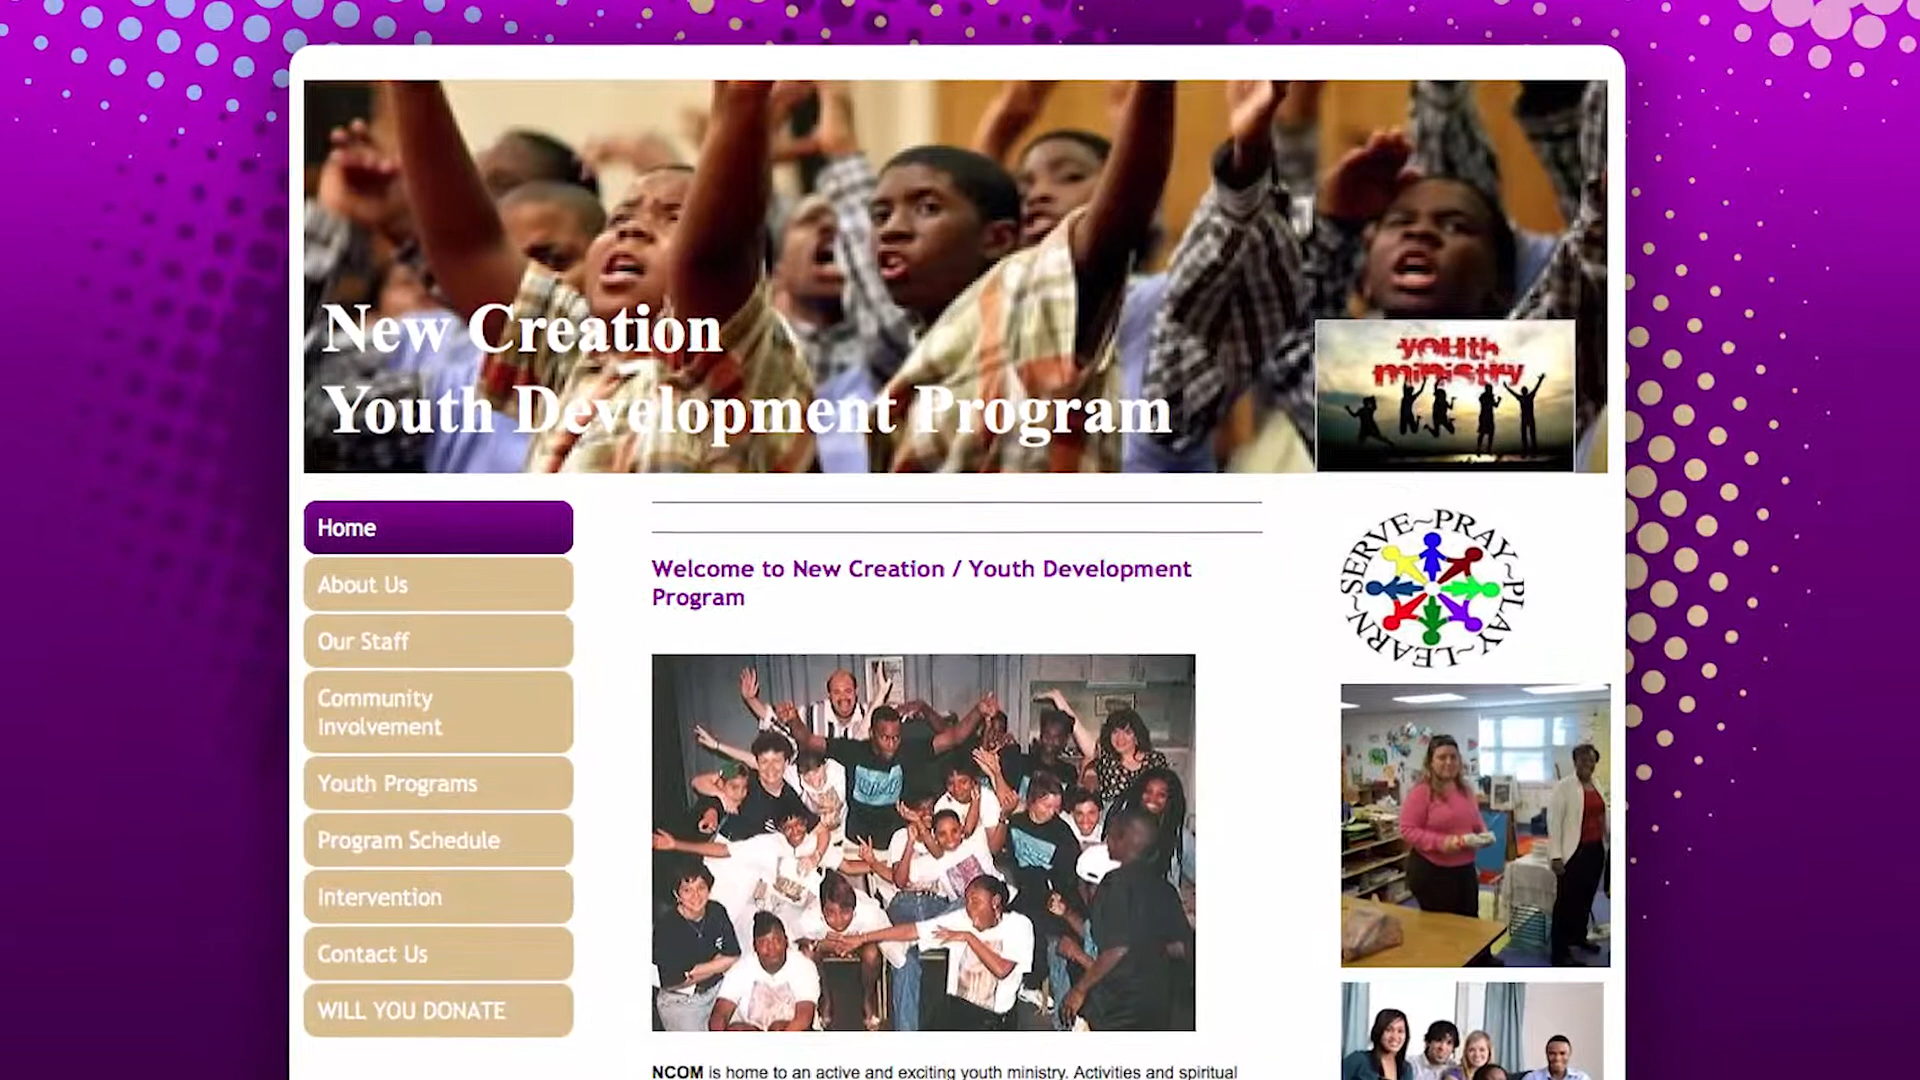 New Creation
Youth Development Program
youth
ministry
Home
About Us
Our Staff
Community
Involvement
Youth Programs
Program Schedule
Intervention
Contact Us
WILL YOU DONATE
Welcome to New Creation / Youth Development
Program
SERVE~PRAY~PLAY~LEARN~
NCOM is home to an active and exciting youth ministry. Activities and spiritual